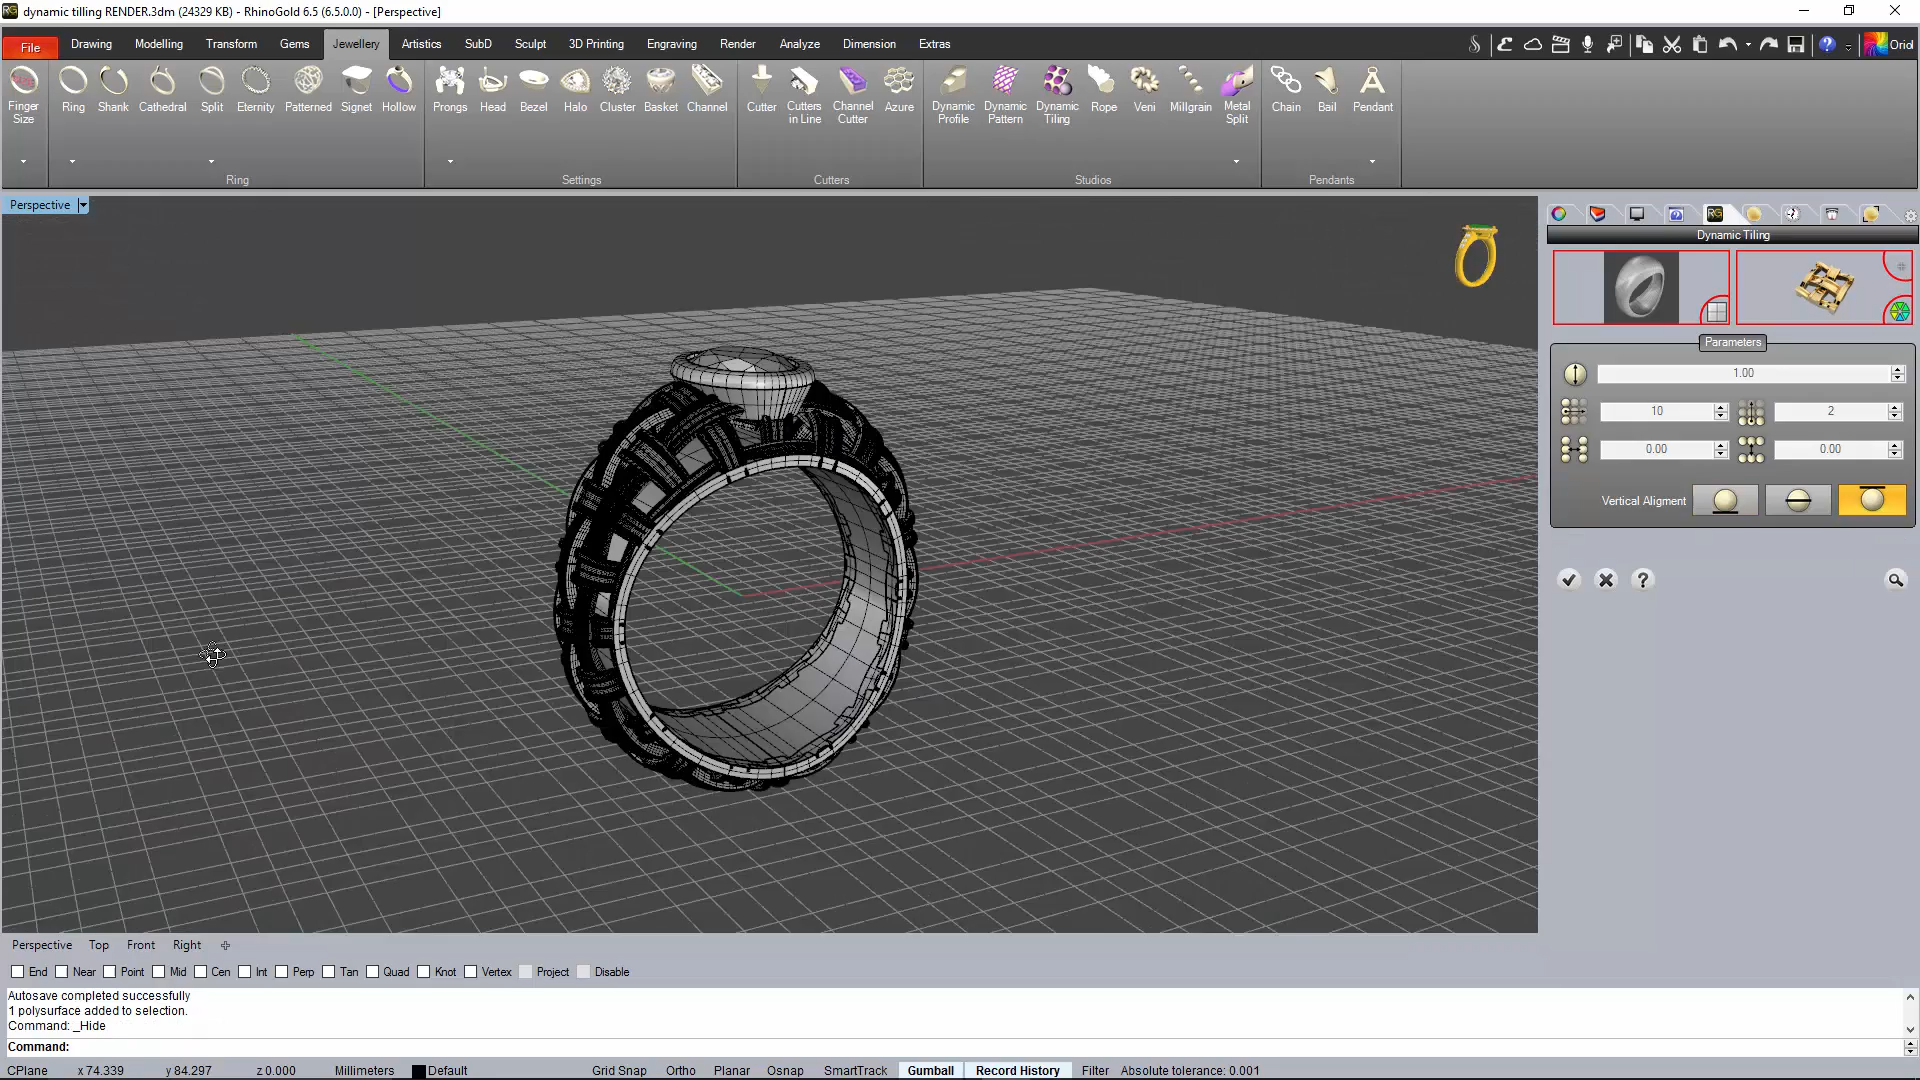 dynamic tilling RENDER.3dm (24329 KB) - RhinoGold 6.5 (6.5.0.0) - [Perspective]
File Drawing Modelling Transform Gems Jewellery Artistics SubD Sculpt 3D Printing Engraving Render Analyze Dimension Extras Oriol
Finger Size Ring Shank Cathedral Split Eternity Patterned Signet Hollow Prongs Head Bezel Halo Cluster Basket Channel Cutter Cutters in Line Channel Cutter Azure Dynamic Profile Dynamic Pattern Dynamic Tiling Rope Veni Millgrain Metal Split Chain Bail Pendant
Ring Settings Cutters Studios Pendants
Perspective
RG
Dynamic Tiling
Parameters
1.00
10 2
0.00 0.00
Vertical Aligment
Perspective Top Front Right
End Near Point Mid Cen Int Perp Tan Quad Knot Vertex Project Disable
Autosave completed successfully
1 polysurface added to selection.
Command: _Hide
Command:
CPlane x 74.339 y 84.297 z 0.000 Millimeters Default Grid Snap Ortho Planar Osnap SmartTrack Gumball Record History Filter Absolute tolerance: 0.001